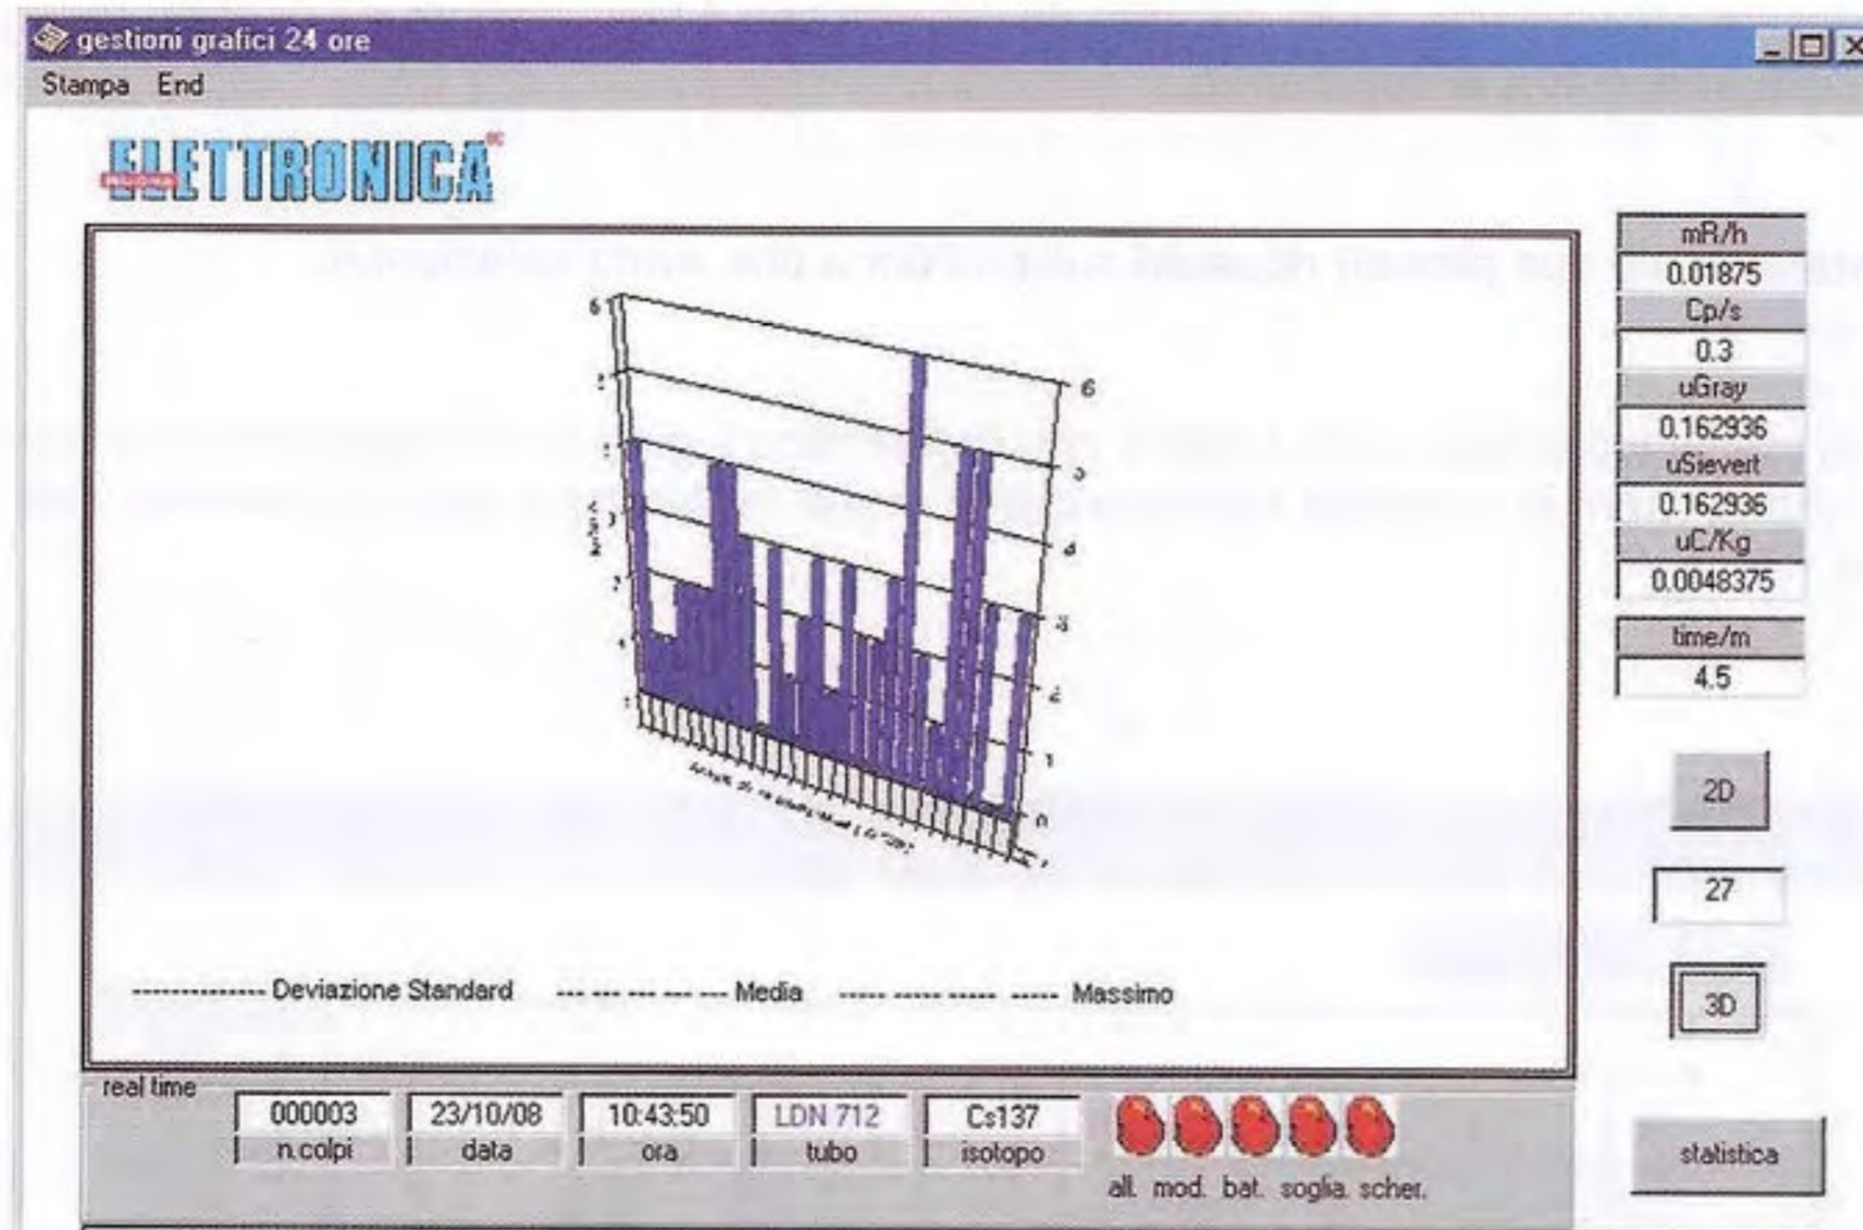 gestioni grafici 24 ore
Stampa End
ELETTRONICA
mR/h
0.01875
Cp/s
0.3
uGray
0.162936
uSievert
0.162936
uC/Kg
0.0048375
time/m
4.5
6
6
4
3
2
1
0
2D
27
3D
Deviazione Standard Media Massimo
real time
000003 23/10/08 10:43:50 LDN 712 Cs137
n.colpi data ora tubo isotopo
all. mod. bat. soglia. scher.
statistica